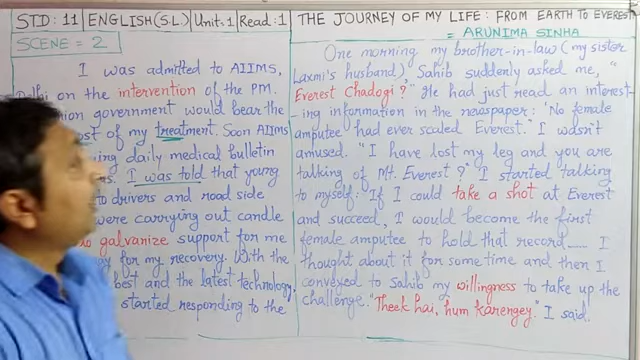 STD: 11 | ENGLISH (S.L.) | Unit: 1 | Read: 1
THE JOURNEY OF MY LIFE: FROM EARTH TO EVEREST
= ARUNIMA SINHA
SCENE = 2
I was admitted to AIIMS,
Delhi on the intervention of the PM.
government would bear the
cost of my treatment. Soon AIIMS
daily medical bulletin
I was told that young
to drivers and road side
were carrying out candle
to galvanize support for me
for my recovery. With the
best and the latest technology,
started responding to the
One morning my brother-in-law (my sister
Laxmi's husband), Sahib suddenly asked me, "
Everest Chadogi?" He had just read an interest-
-ing information in the newspaper: 'No female
amputee had ever scaled Everest.' I wasn't
amused. "I have lost my leg and you are
talking of Mt. Everest?" I started talking
to myself: 'If I could take a shot at Everest
and succeed, I would become the first
female amputee to hold that record...... I
thought about it for some time and then I
conveyed to Sahib my willingness to take up the
challenge. "Theek hai, hum karengey." I said.